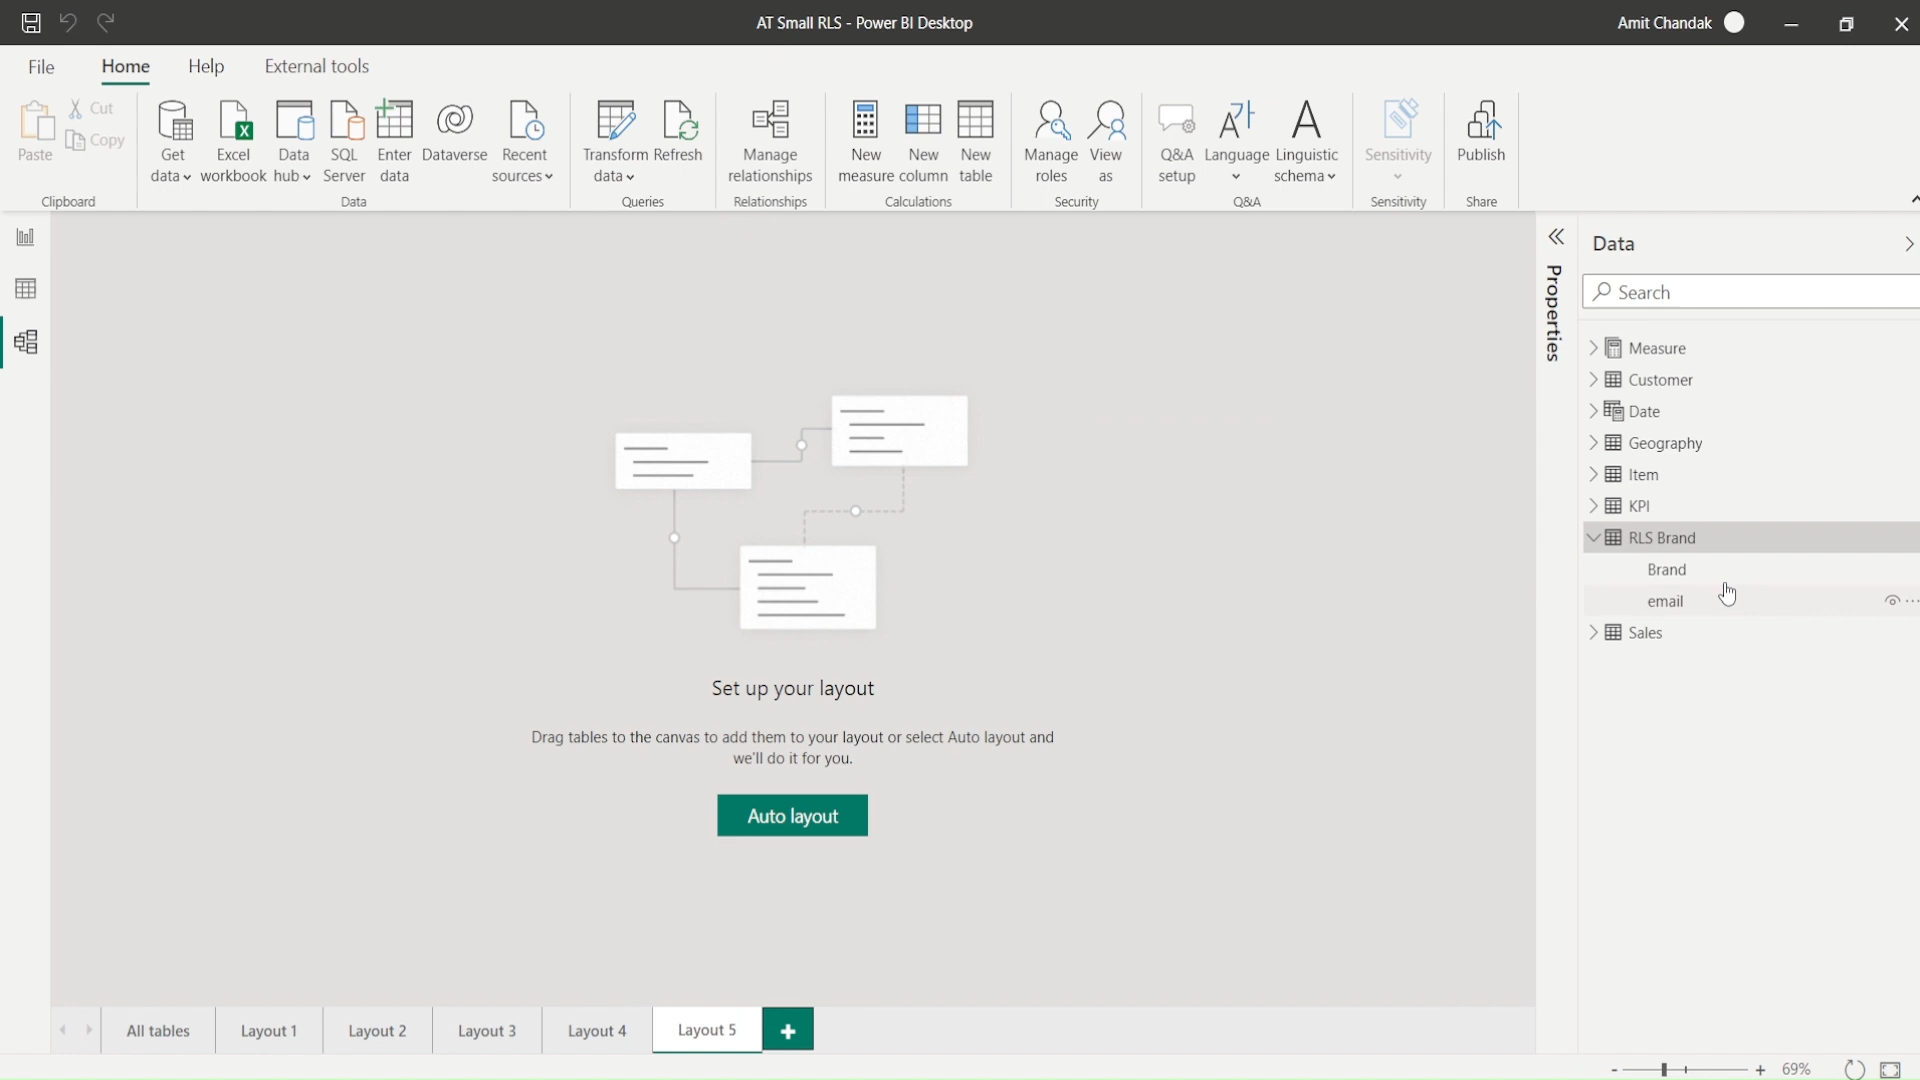 AT Small RLS - Power BI Desktop
Amit Chandak
File Home Help External tools
Paste
Cut
Copy
Clipboard
Get data
Excel workbook
Data hub
SQL Server
Enter data
Dataverse
Recent sources
Data
Transform data
Refresh
Queries
Manage relationships
Relationships
New measure
New column
New table
Calculations
Manage roles
View as
Security
Q&A setup
Language
Linguistic schema
Q&A
Sensitivity
Sensitivity
Publish
Share
Properties
Data
Search
Measure
Customer
Date
Geography
Item
KPI
RLS Brand
Brand
email
Sales
Set up your layout
Drag tables to the canvas to add them to your layout or select Auto layout and
we'll do it for you.
Auto layout
All tables Layout 1 Layout 2 Layout 3 Layout 4 Layout 5 +
- + 69%